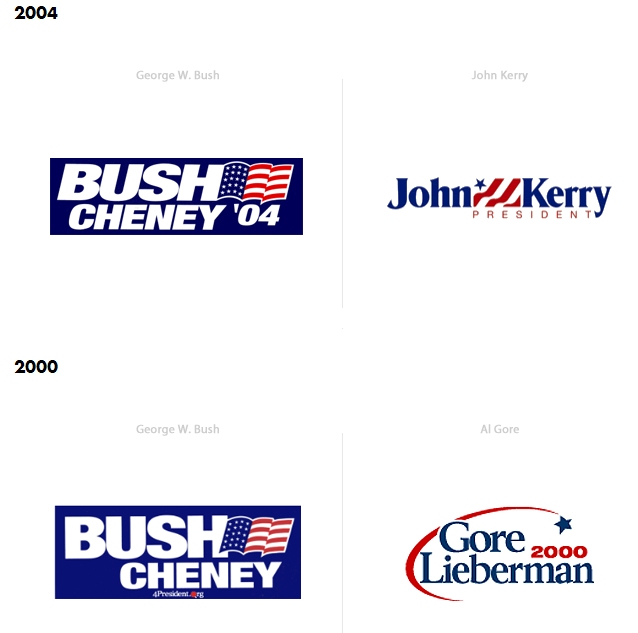 2004
George W. Bush
John Kerry
BUSH
CHENEY '04
John Kerry
PRESIDENT
2000
George W. Bush
Al Gore
BUSH
CHENEY
4President.org
Gore
2000
Lieberman